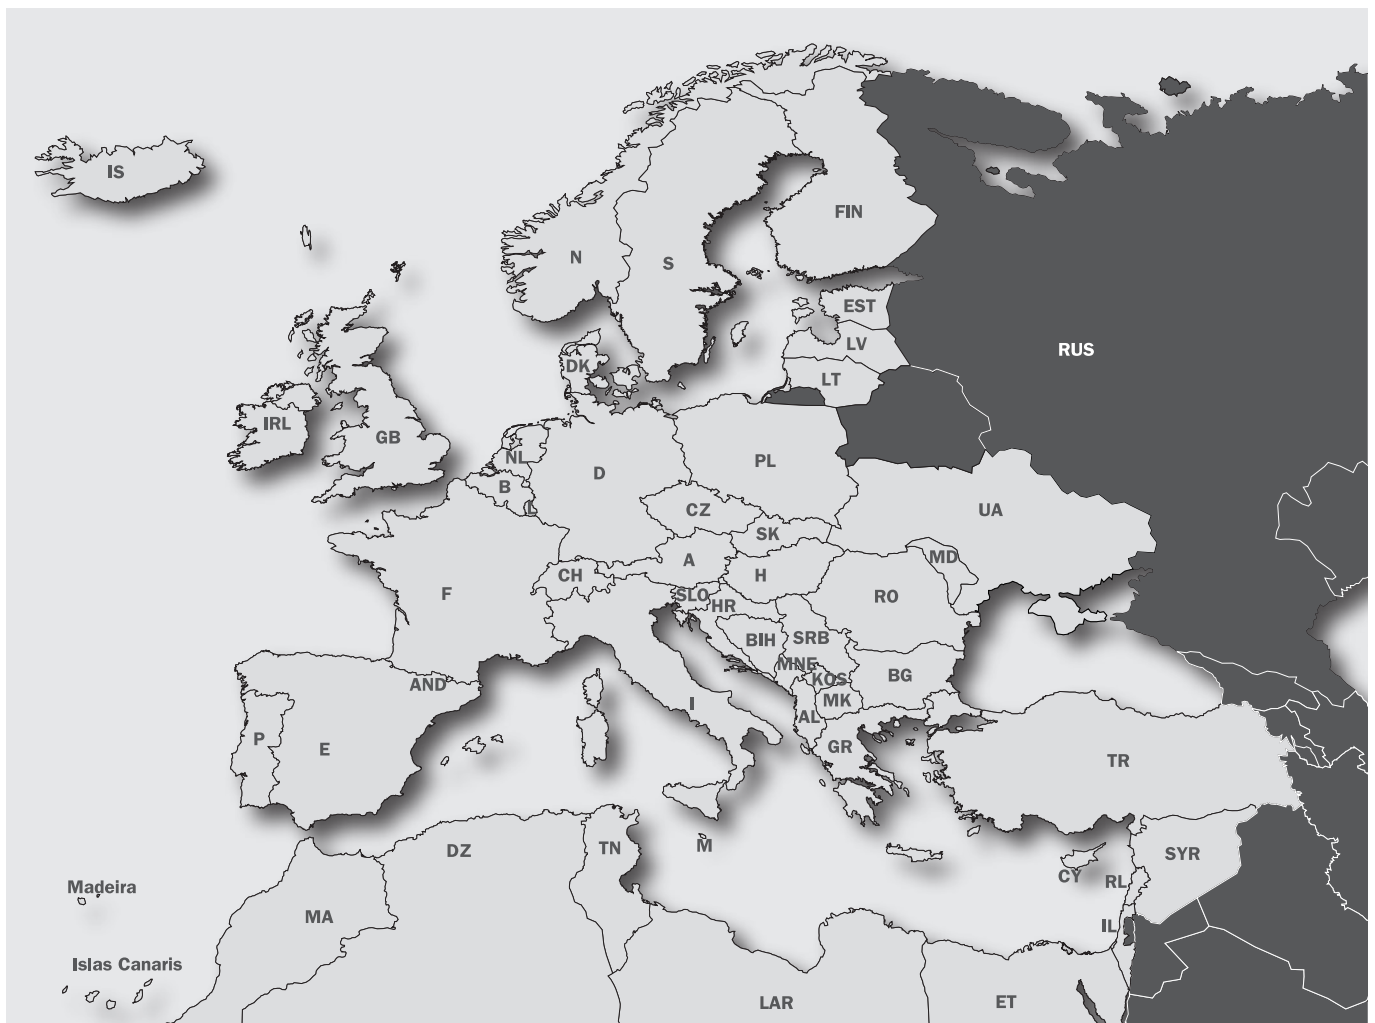 IS
FIN
N
S
EST
RUS
LV
DK
LT
IRL
GB
NL
PL
D
B
L
CZ
UA
SK
MD
A
CH
H
F
SLO
RO
HR
BIH
SRB
MNE
KOS
BG
AND
MK
I
AL
P
E
GR
TR
DZ
TN
M
SYR
CY
RL
Madeira
MA
IL
Islas Canaris
LAR
ET